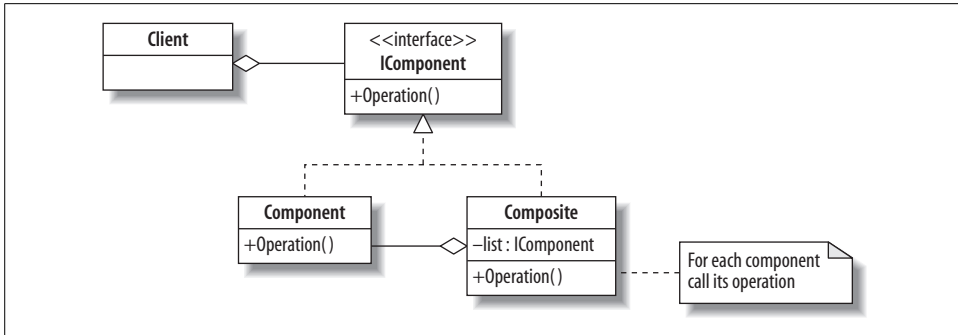 Client
<<interface>>
IComponent
+Operation()
Component
+Operation()
Composite
–list : IComponent
+Operation()
For each component
call its operation